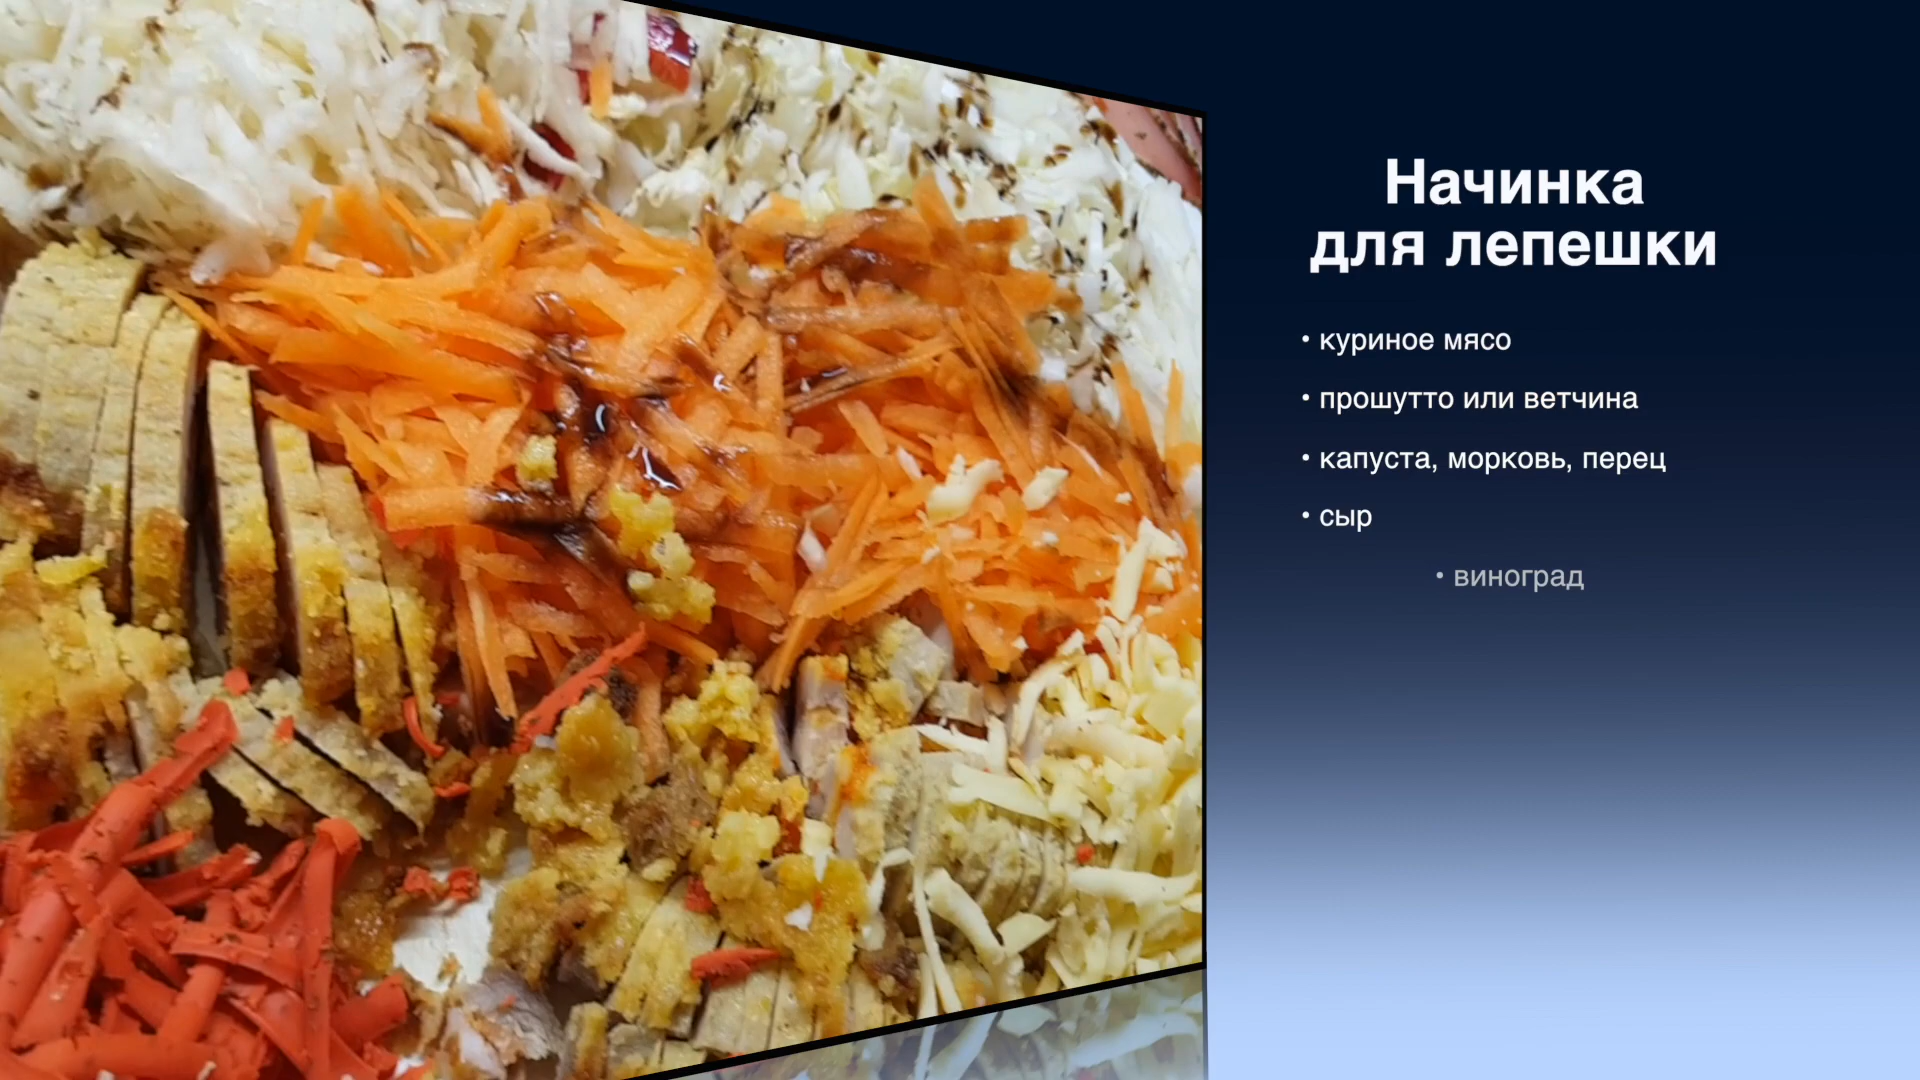 Начинка
для лепешки
• куриное мясо
• прошутто или ветчина
• капуста, морковь, перец
• сыр
• виноград